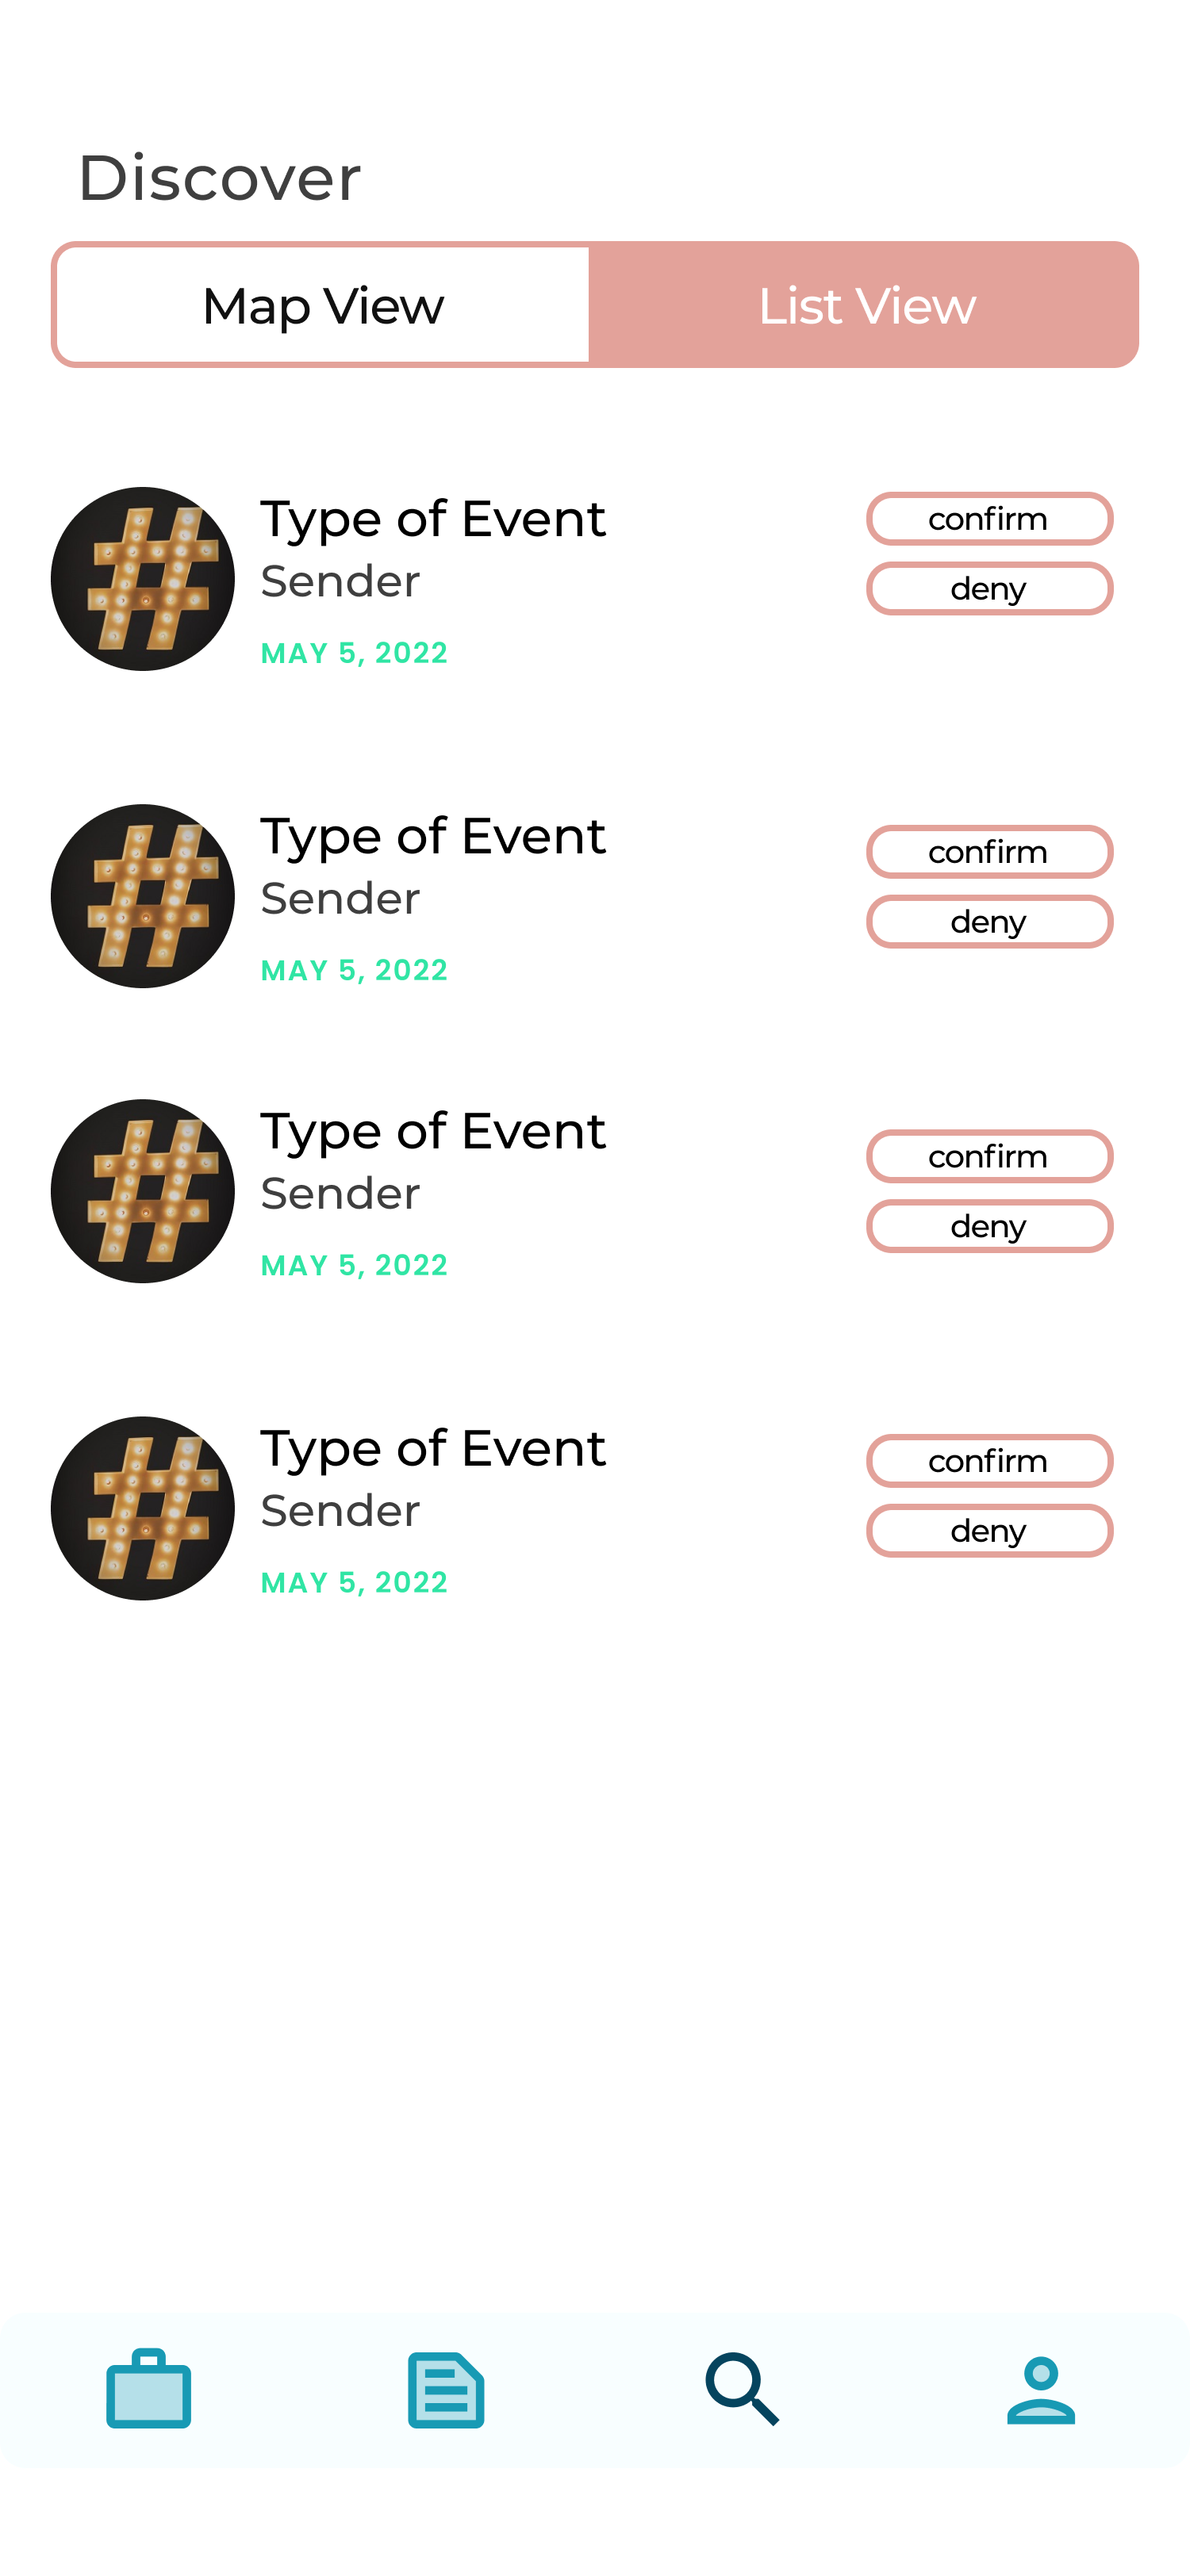 Discover
Map View
List View
Type of Event
Sender
MAY 5, 2022
confirm
deny
Type of Event
Sender
MAY 5, 2022
confirm
deny
Type of Event
Sender
MAY 5, 2022
confirm
deny
Type of Event
Sender
MAY 5, 2022
confirm
deny